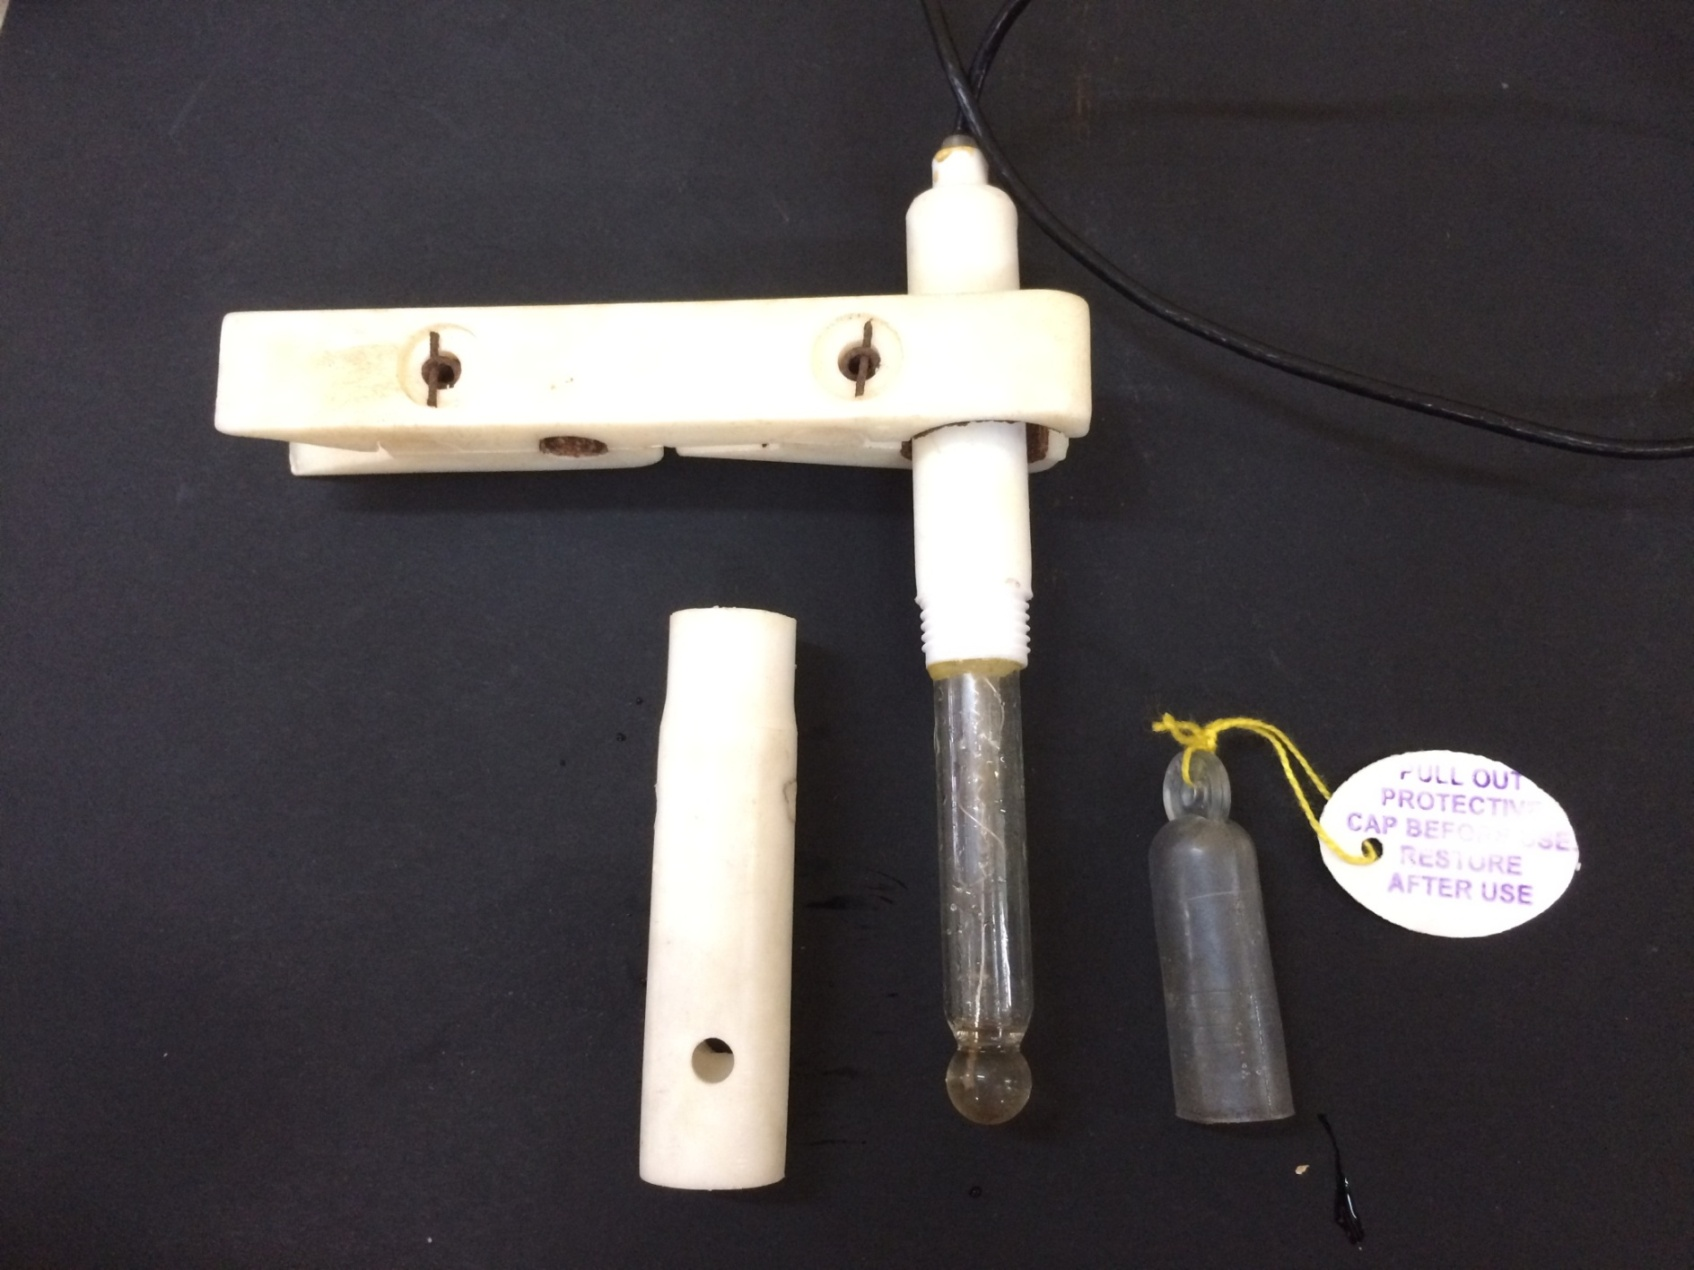 PULL OUT
PROTECTIVE
CAP BEFORE USE.
RESTORE
AFTER USE